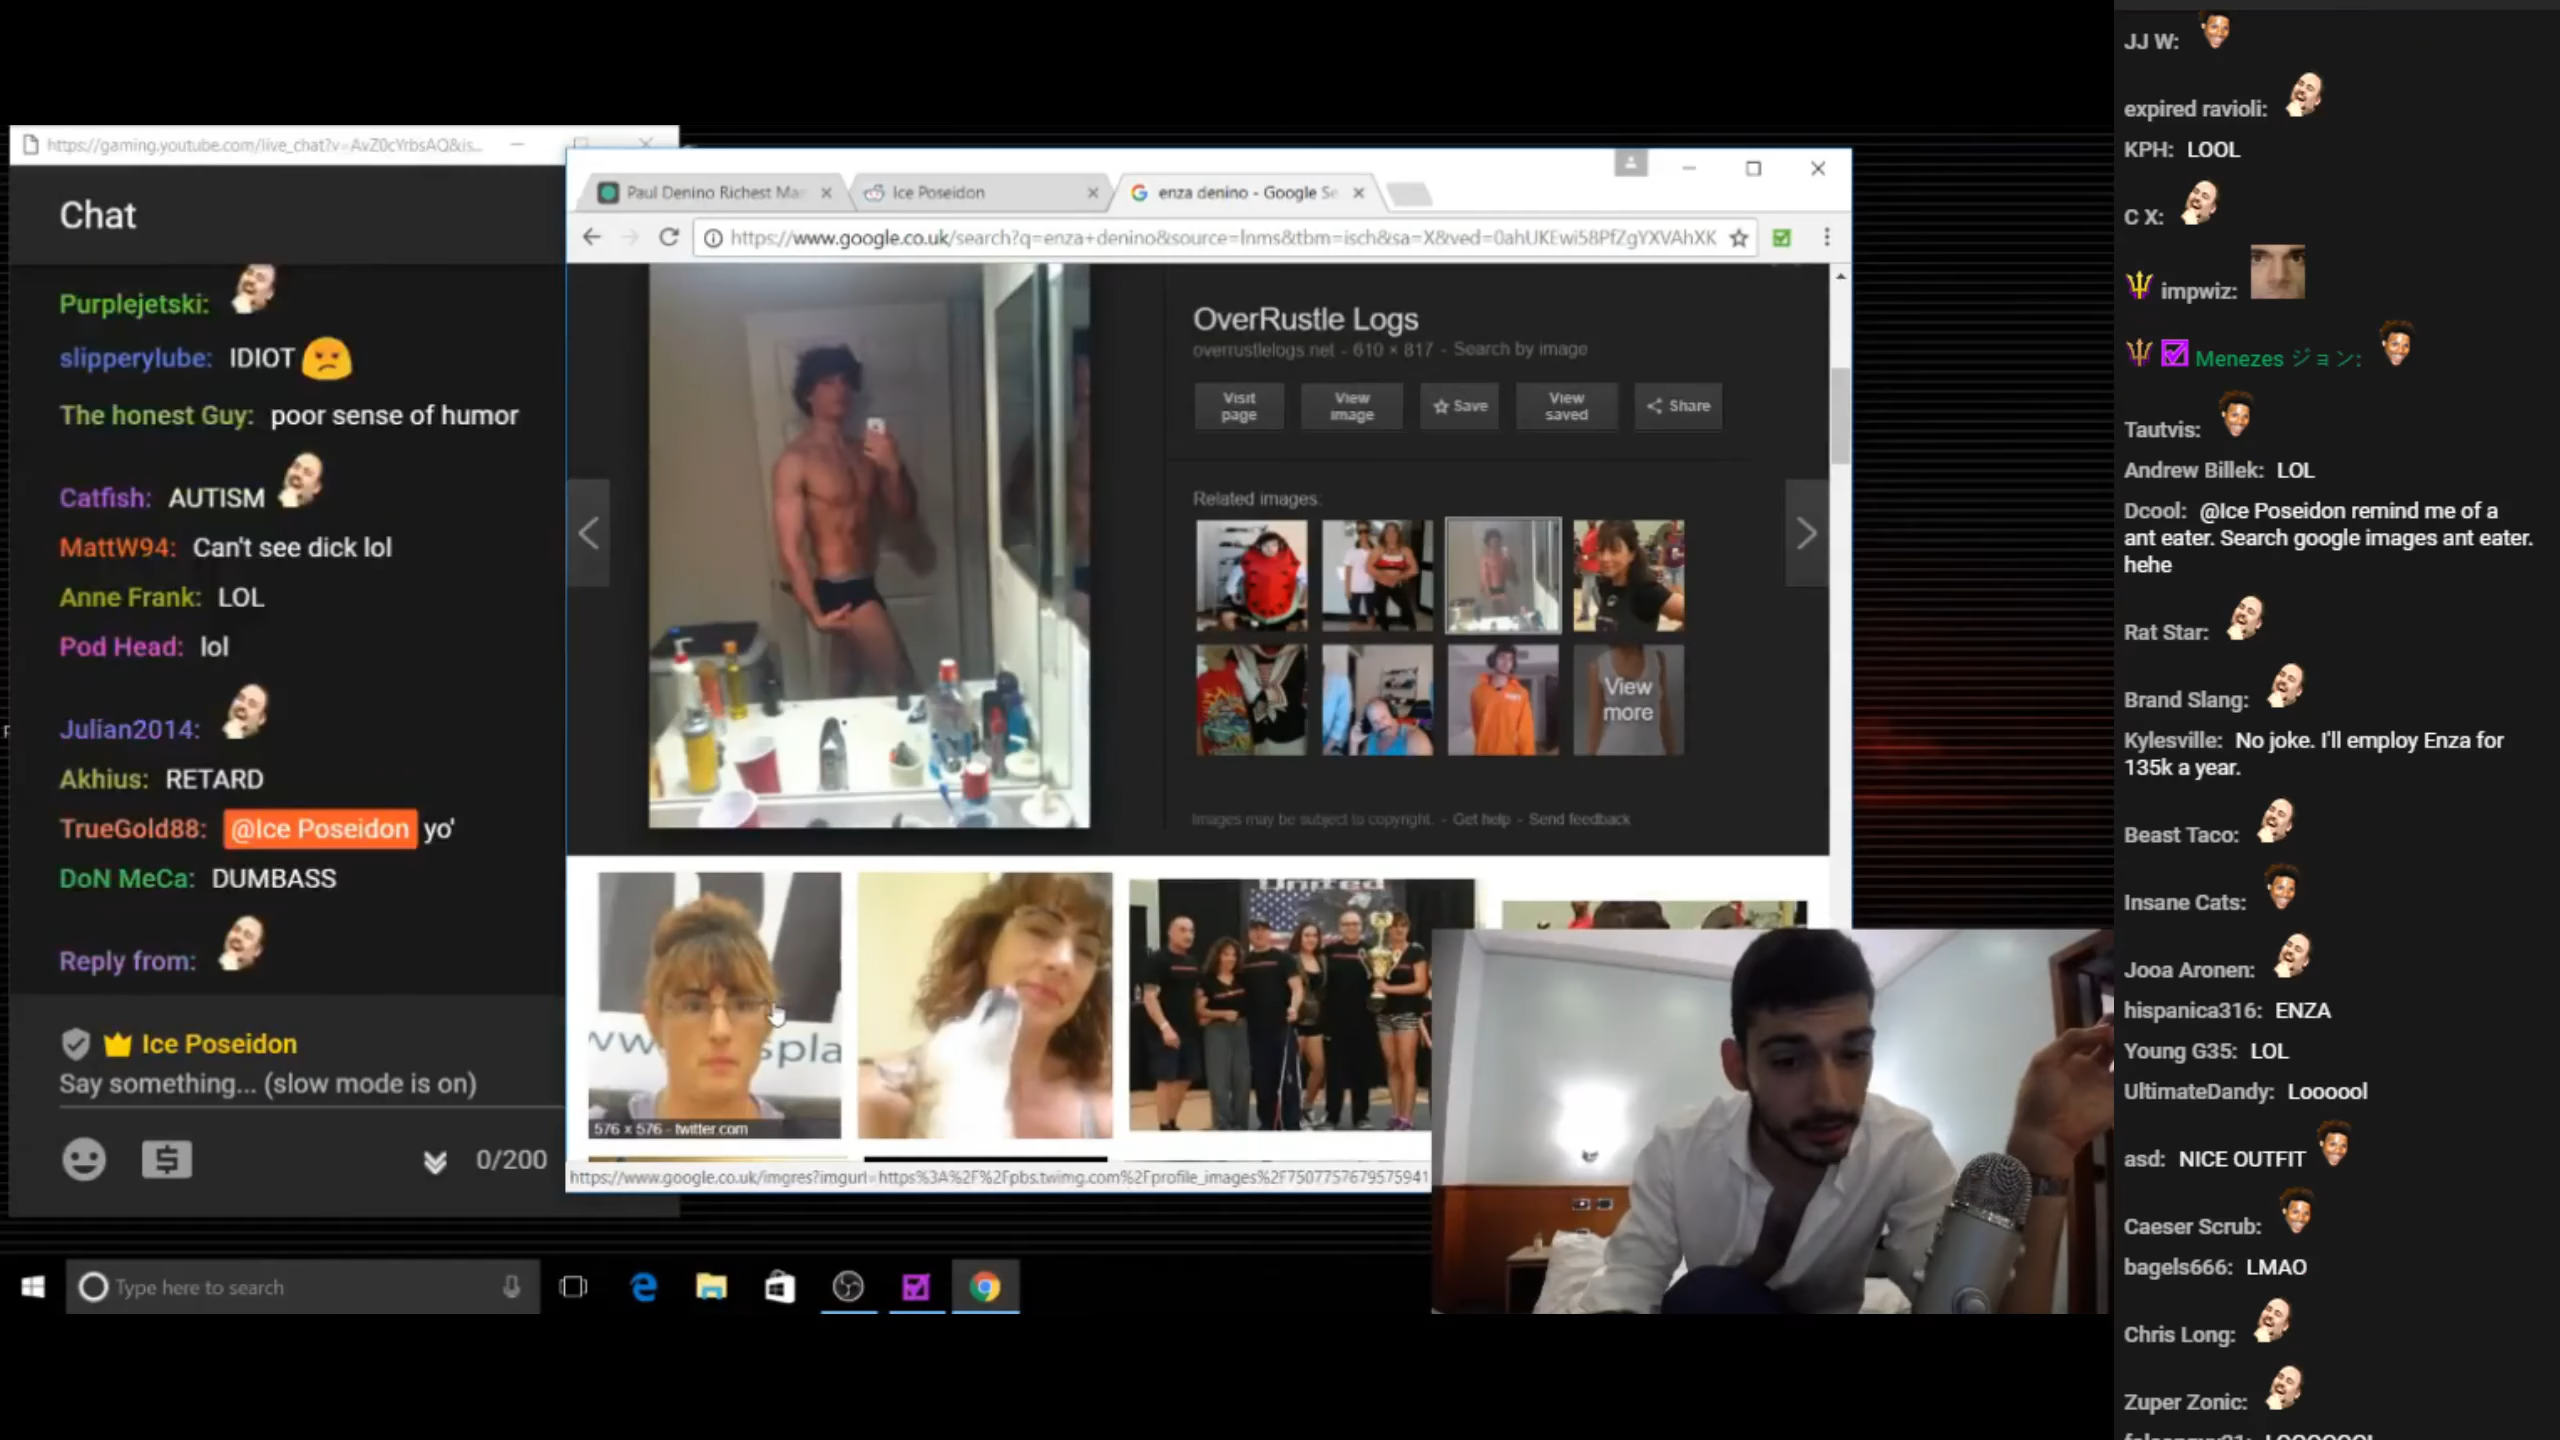 https://gaming.youtube.com/live_chat?v=AvZ0cYrbsAQ&is...
Chat
Purplejetski:
slipperylube: IDIOT
The honest Guy: poor sense of humor
Catfish: AUTISM
MattW94: Can't see dick lol
Anne Frank: LOL
Pod Head: lol
Julian2014:
Akhius: RETARD
TrueGold88: @Ice Poseidon yo'
DoN MeCa: DUMBASS
Reply from:
Ice Poseidon
Say something... (slow mode is on)
0/200
Paul Denino Richest Ma
Ice Poseidon
enza denino - Google Se
https://www.google.co.uk/search?q=enza+denino&source=lnms&tbm=isch&sa=X&ved=0ahUKEwi58PfZgYXVAhXK
OverRustle Logs
overrustlelogs.net - 610 × 817 - Search by image
Visit page
View image
Save
View saved
Share
Related images:
View more
Images may be subject to copyright. - Get help - Send feedback
spla
576 x 576 - twitter.com
https://www.google.co.uk/imgres?imgurl=https%3A%2F%2Fpbs.twimg.com%2Fprofile_images%2F7507757679575941
Type here to search
JJ W:
expired ravioli:
KPH: LOOL
C X:
impwiz:
Menezes ジョン:
Tautvis:
Andrew Billek: LOL
Dcool: @Ice Poseidon remind me of a
ant eater. Search google images ant eater.
hehe
Rat Star:
Brand Slang:
Kylesville: No joke. I'll employ Enza for
135k a year.
Beast Taco:
Insane Cats:
Jooa Aronen:
hispanica316: ENZA
Young G35: LOL
UltimateDandy: Loooool
asd: NICE OUTFIT
Caeser Scrub:
bagels666: LMAO
Chris Long:
Zuper Zonic: